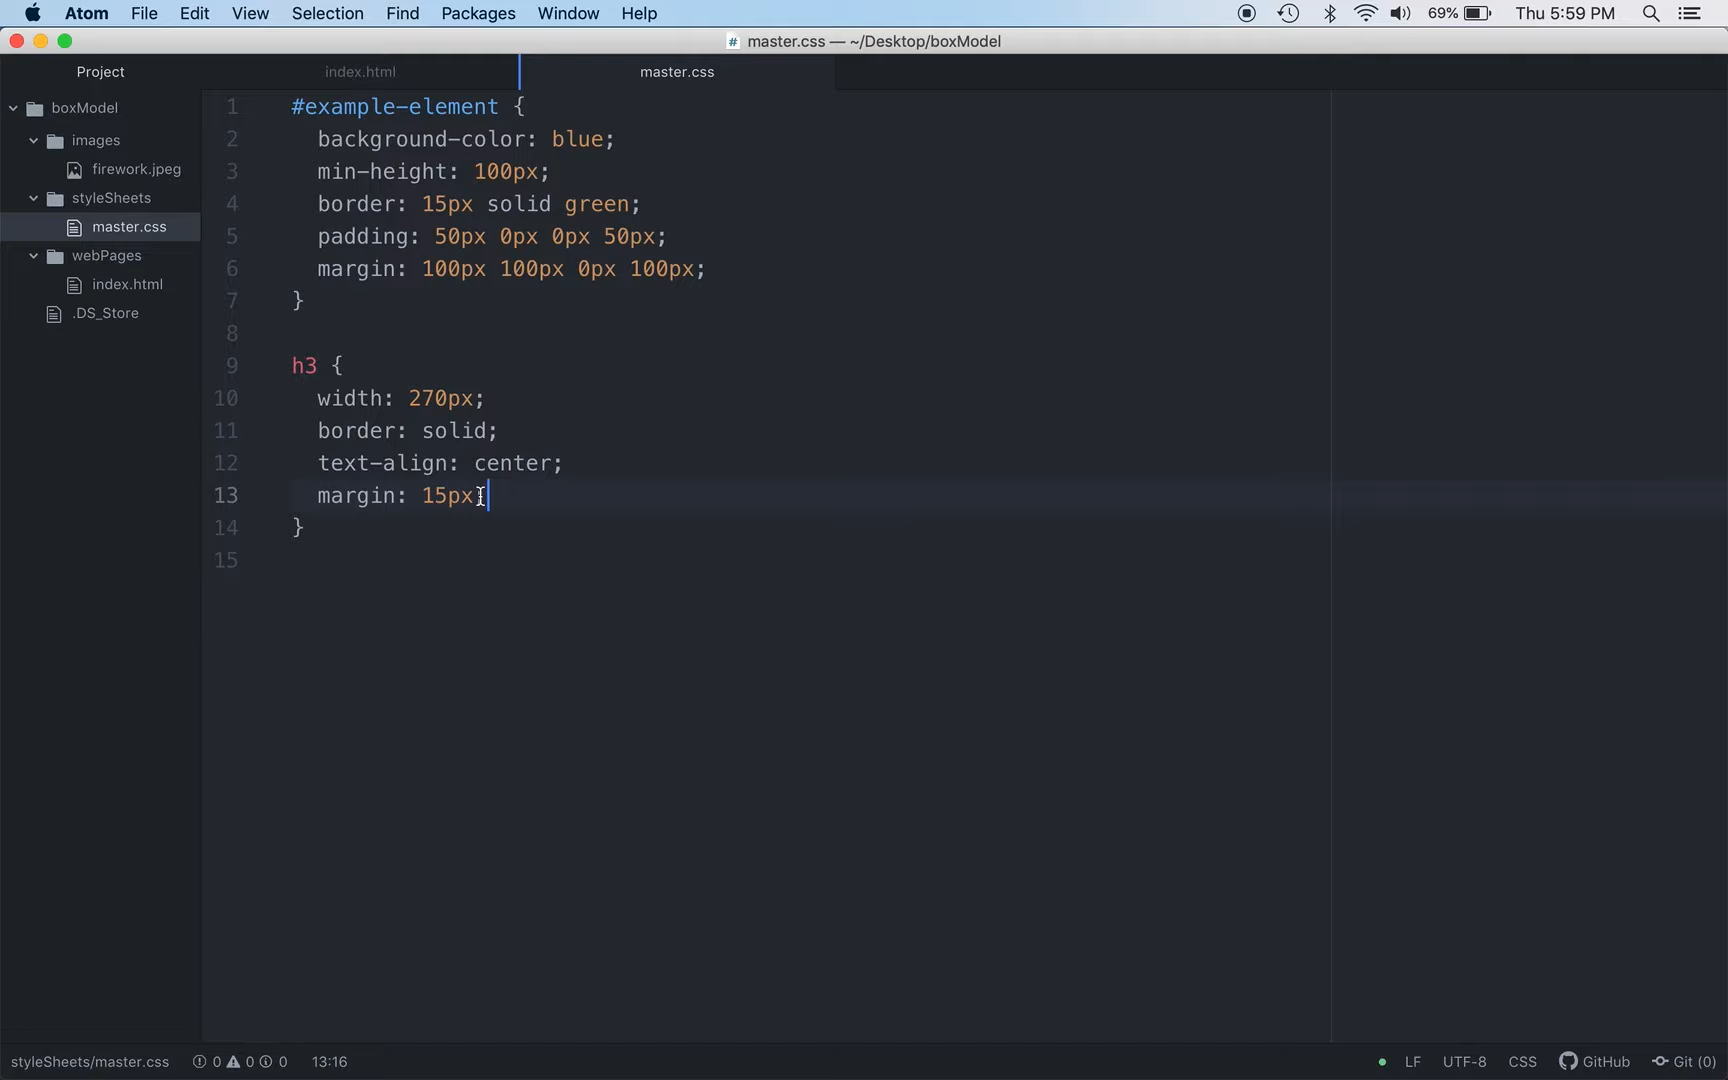 Atom File Edit View Selection Find Packages Window Help 69% Thu 5:59 PM
# master.css — ~/Desktop/boxModel
Project index.html master.css
boxModel
images
firework.jpeg
styleSheets
master.css
webPages
index.html
.DS_Store
1 #example-element {
2 background-color: blue;
3 min-height: 100px;
4 border: 15px solid green;
5 padding: 50px 0px 0px 50px;
6 margin: 100px 100px 0px 100px;
7 }
8
9 h3 {
10 width: 270px;
11 border: solid;
12 text-align: center;
13 margin: 15px;
14 }
15
styleSheets/master.css 0 0 0 13:16 LF UTF-8 CSS GitHub Git (0)